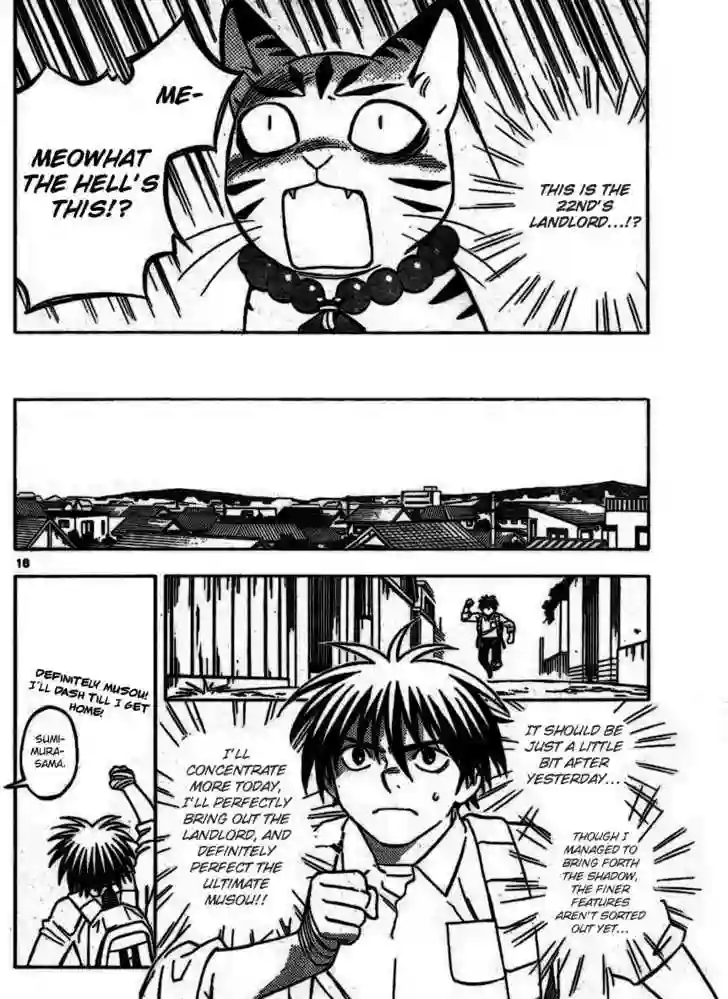 THIS IS THE
22ND'S
LANDLORD...!?
ME-
MEOWHAT
THE HELL'S
THIS!?
18
IT SHOULD BE
JUST A LITTLE
BIT AFTER
YESTERDAY...
THOUGH I
MANAGED TO
BRING FORTH
THE SHADOW,
THE FINER
FEATURES
AREN'T SORTED
OUT YET...
I'LL
CONCENTRATE
MORE TODAY,
I'LL PERFECTLY
BRING OUT THE
LANDLORD, AND
DEFINITELY
PERFECT THE
ULTIMATE
MUSOU!!
DEFINITELY MUSOU!
I'LL DASH TILL I GET
HOME!
SUMI-
MURA-
SAMA.